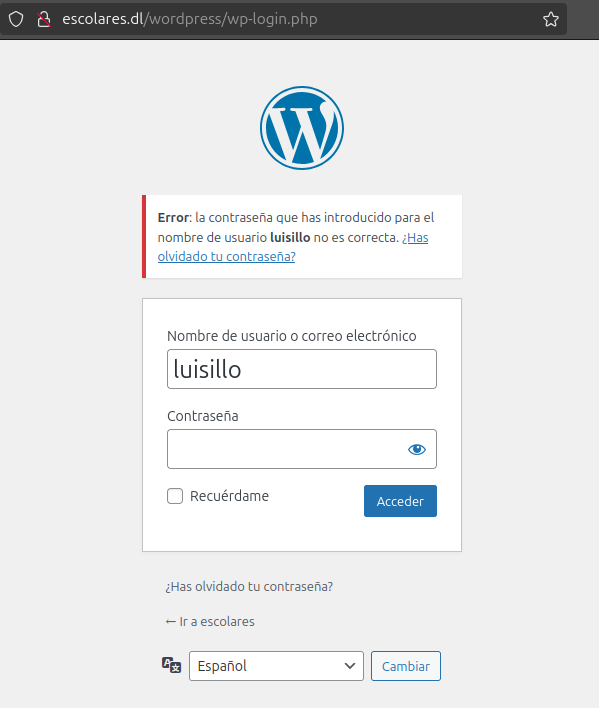 escolares.dl/wordpress/wp-login.php
Error: la contraseña que has introducido para el
nombre de usuario luisillo no es correcta. ¿Has
olvidado tu contraseña?
Nombre de usuario o correo electrónico
luisillo
Contraseña
Recuérdame
Acceder
¿Has olvidado tu contraseña?
← Ir a escolares
Español
Cambiar